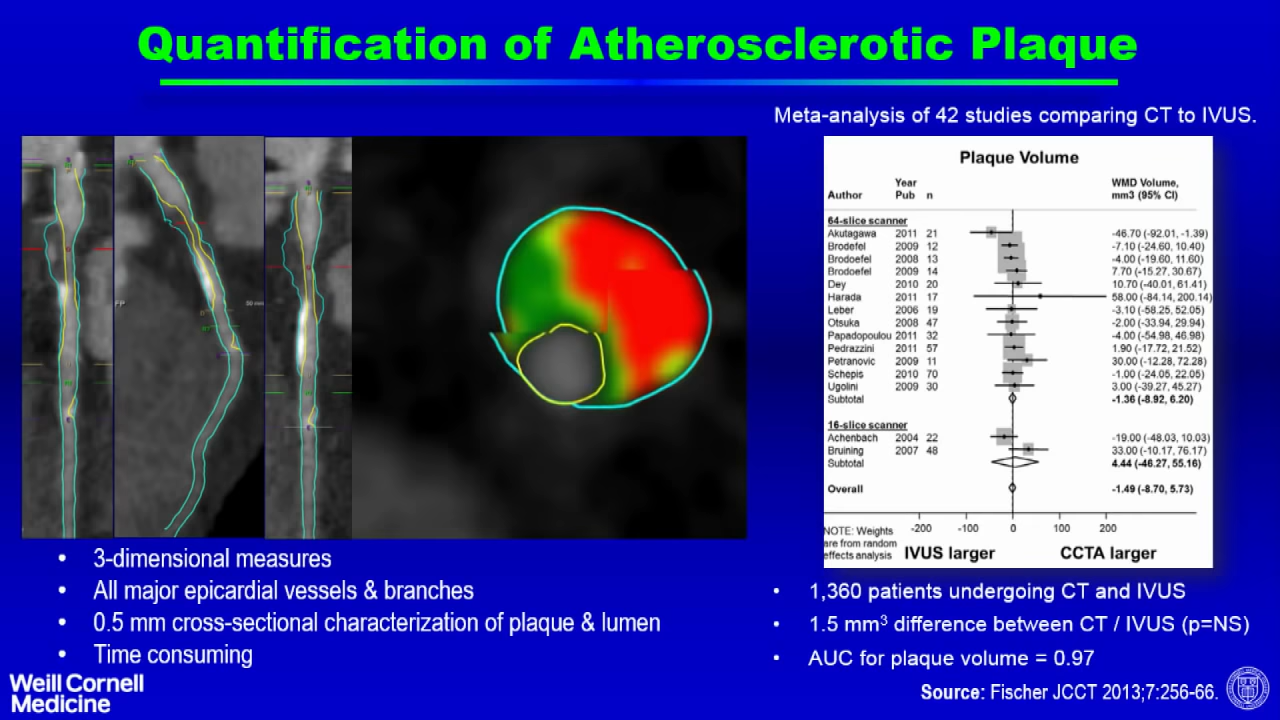 Quantification of Atherosclerotic Plaque
Meta-analysis of 42 studies comparing CT to IVUS.
FP
50 mm
Plaque Volume
Author Year Pub n WMD Volume, mm3 (95% CI)
64-slice scanner
Akutagawa 2011 21 -46.70 (-92.01, -1.39)
Brodefel 2009 12 -7.10 (-24.60, 10.40)
Brodoefel 2008 13 -4.00 (-19.60, 11.60)
Brodoefel 2009 14 7.70 (-15.27, 30.67)
Dey 2010 20 10.70 (-40.01, 61.41)
Harada 2011 17 58.00 (-84.14, 200.14)
Leber 2006 19 -3.10 (-58.25, 52.05)
Otsuka 2008 47 -2.00 (-33.94, 29.94)
Papadopoulou 2011 32 -4.00 (-54.98, 46.98)
Pedrazzini 2011 57 1.90 (-17.72, 21.52)
Petranovic 2009 11 30.00 (-12.28, 72.28)
Schepis 2010 70 -1.00 (-24.05, 22.05)
Ugolini 2009 30 3.00 (-39.27, 45.27)
Subtotal -1.36 (-8.92, 6.20)
16-slice scanner
Achenbach 2004 22 -19.00 (-48.03, 10.03)
Bruining 2007 48 33.00 (-10.17, 76.17)
Subtotal 4.44 (-46.27, 55.16)
Overall -1.49 (-8.70, 5.73)
-200 -100 0 100 200
NOTE: Weights
are from random
effects analysis
IVUS larger CCTA larger
• 3-dimensional measures
• All major epicardial vessels & branches
• 0.5 mm cross-sectional characterization of plaque & lumen
• Time consuming
• 1,360 patients undergoing CT and IVUS
• 1.5 mm³ difference between CT / IVUS (p=NS)
• AUC for plaque volume = 0.97
Source: Fischer JCCT 2013;7:256-66.
Weill Cornell
Medicine